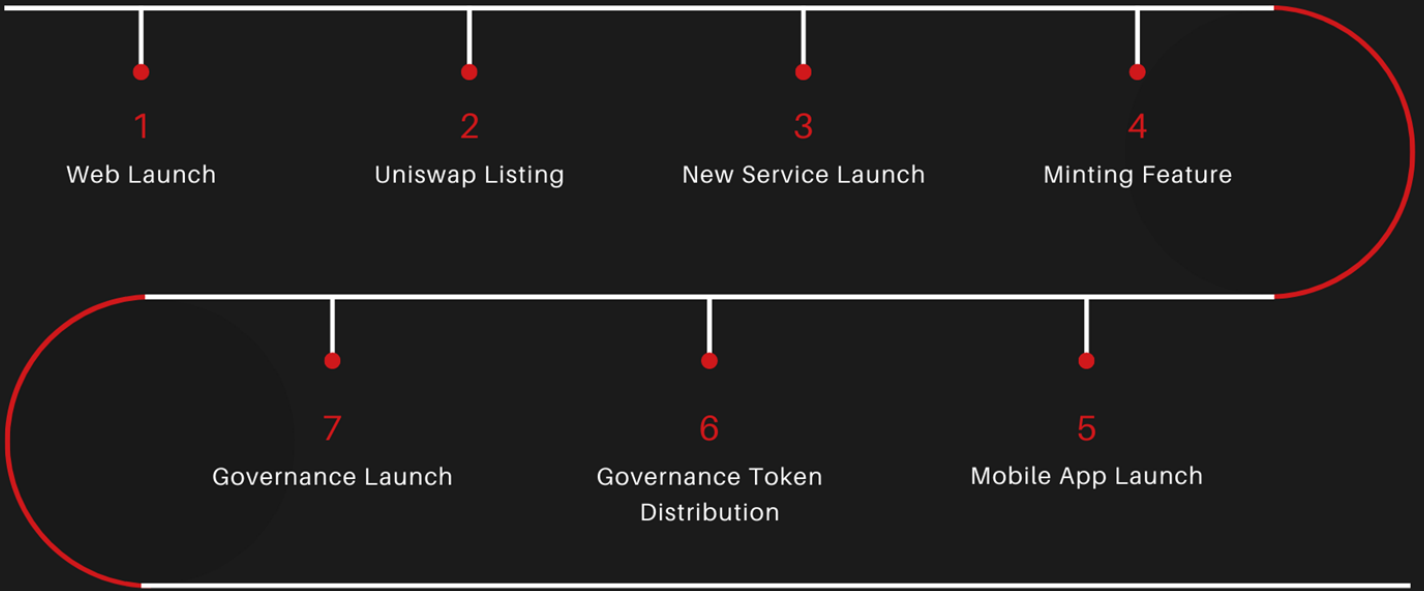 1
Web Launch
2
Uniswap Listing
3
New Service Launch
4
Minting Feature
7
Governance Launch
6
Governance Token
Distribution
5
Mobile App Launch